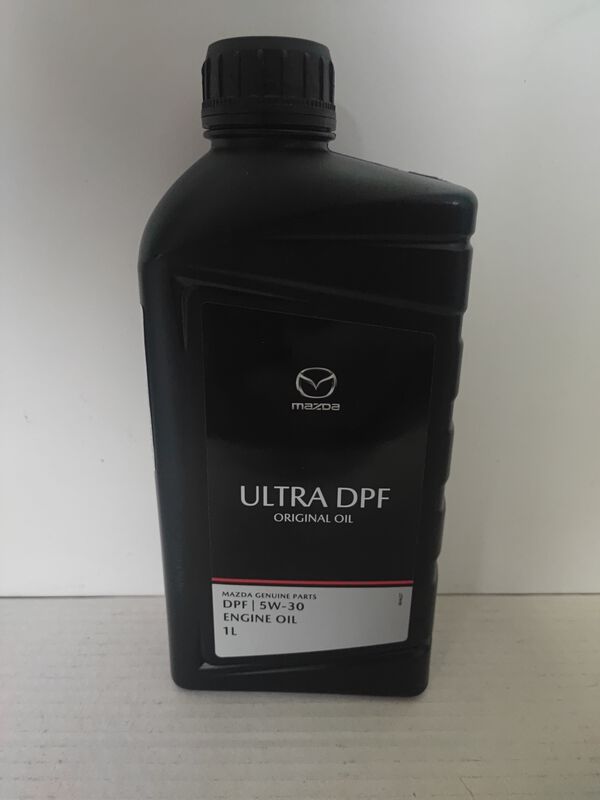 mazda
ULTRA DPF
ORIGINAL OIL
MAZDA GENUINE PARTS
DPF | 5W-30
ENGINE OIL
1L